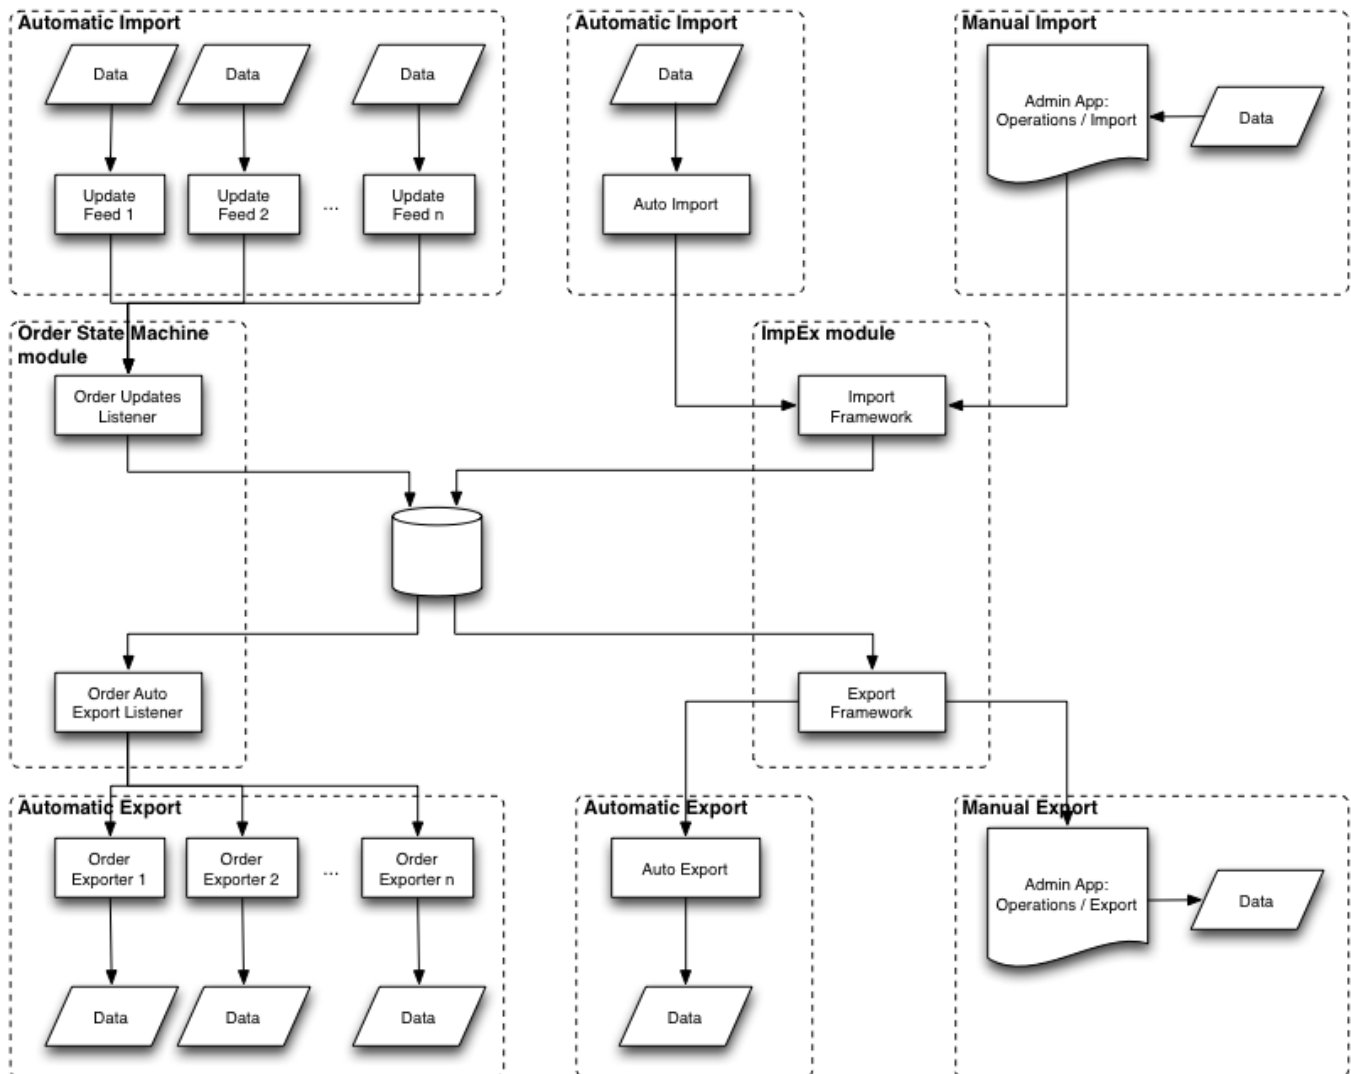 Automatic Import
Automatic Import
Manual Import
Data
Data
Data
Data
Admin App:
Operations / Import
Data
Update
Feed 1
Update
Feed 2
...
Update
Feed n
Auto Import
Order State Machine
module
ImpEx module
Order Updates
Listener
Import
Framework
Order Auto
Export Listener
Export
Framework
Automatic Export
Automatic Export
Manual Export
Order
Exporter 1
Order
Exporter 2
...
Order
Exporter n
Auto Export
Admin App:
Operations / Export
Data
Data
Data
Data
Data